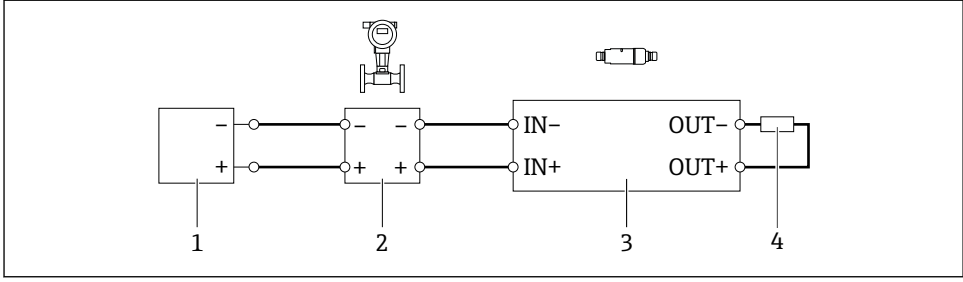 − − − IN− OUT−
+ + + IN+ OUT+
1 2 3 4